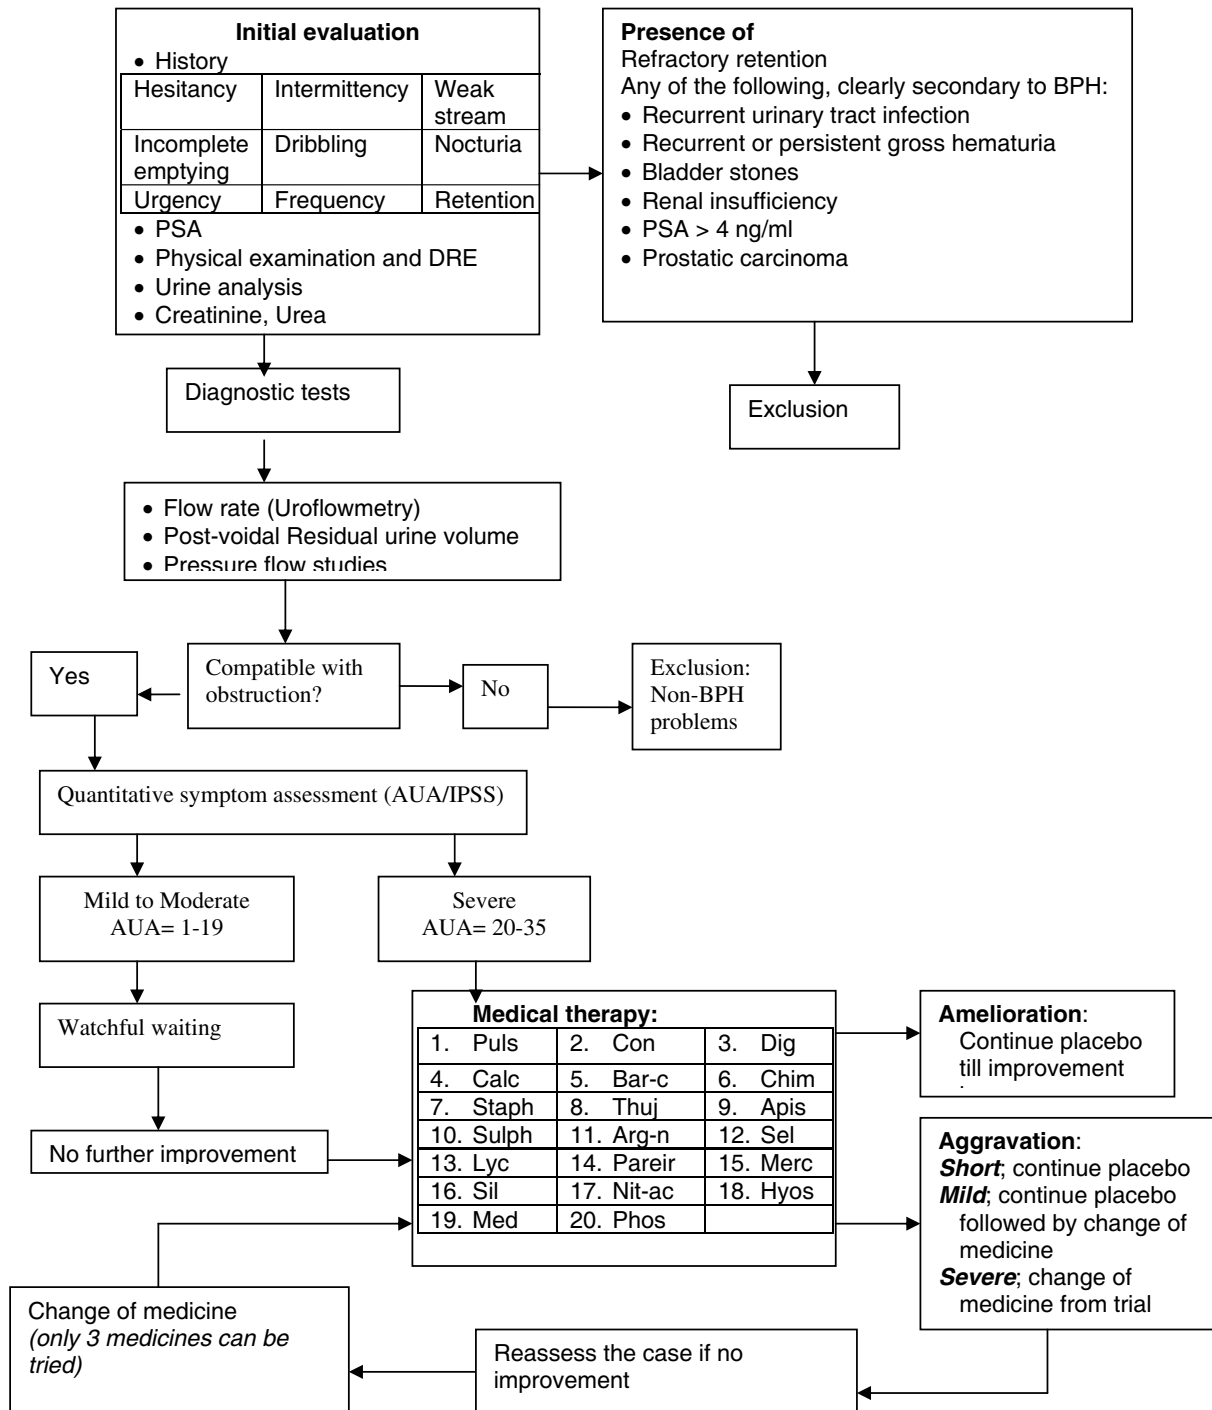 Initial evaluation
• History
Hesitancy Intermittency Weak stream
Incomplete emptying Dribbling Nocturia
Urgency Frequency Retention
• PSA
• Physical examination and DRE
• Urine analysis
• Creatinine, Urea
Presence of
Refractory retention
Any of the following, clearly secondary to BPH:
• Recurrent urinary tract infection
• Recurrent or persistent gross hematuria
• Bladder stones
• Renal insufficiency
• PSA > 4 ng/ml
• Prostatic carcinoma
Diagnostic tests
Exclusion
• Flow rate (Uroflowmetry)
• Post-voidal Residual urine volume
• Pressure flow studies
Yes
Compatible with
obstruction?
No
Exclusion:
Non-BPH
problems
Quantitative symptom assessment (AUA/IPSS)
Mild to Moderate
AUA= 1-19
Severe
AUA= 20-35
Watchful waiting
No further improvement
Medical therapy:
1. Puls 2. Con 3. Dig
4. Calc 5. Bar-c 6. Chim
7. Staph 8. Thuj 9. Apis
10. Sulph 11. Arg-n 12. Sel
13. Lyc 14. Pareir 15. Merc
16. Sil 17. Nit-ac 18. Hyos
19. Med 20. Phos
Amelioration:
Continue placebo
till improvement
Aggravation:
Short; continue placebo
Mild; continue placebo
followed by change of
medicine
Severe; change of
medicine from trial
Change of medicine
(only 3 medicines can be
tried)
Reassess the case if no
improvement